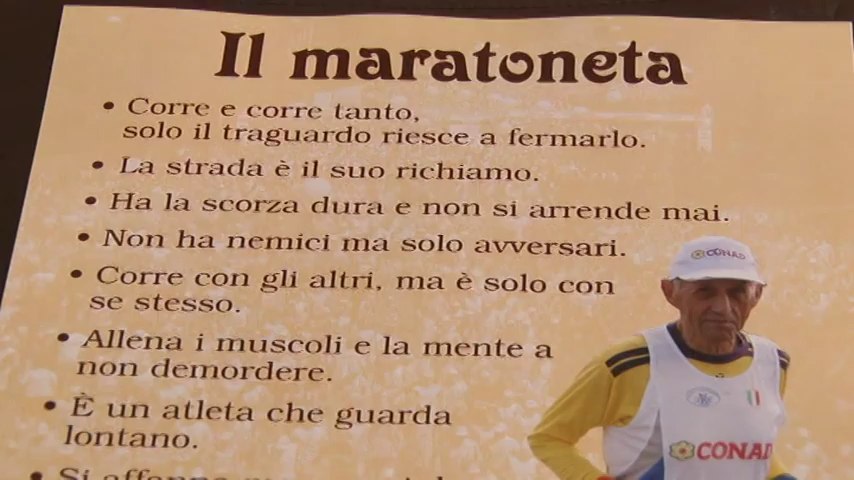 Il maratoneta
• Corre e corre tanto,
solo il traguardo riesce a fermarlo.
• La strada è il suo richiamo.
• Ha la scorza dura e non si arrende mai.
• Non ha nemici ma solo avversari.
• Corre con gli altri, ma è solo con
se stesso.
• Allena i muscoli e la mente a
non demordere.
• È un atleta che guarda
lontano.
• Si affanna
CONAD
CONAD